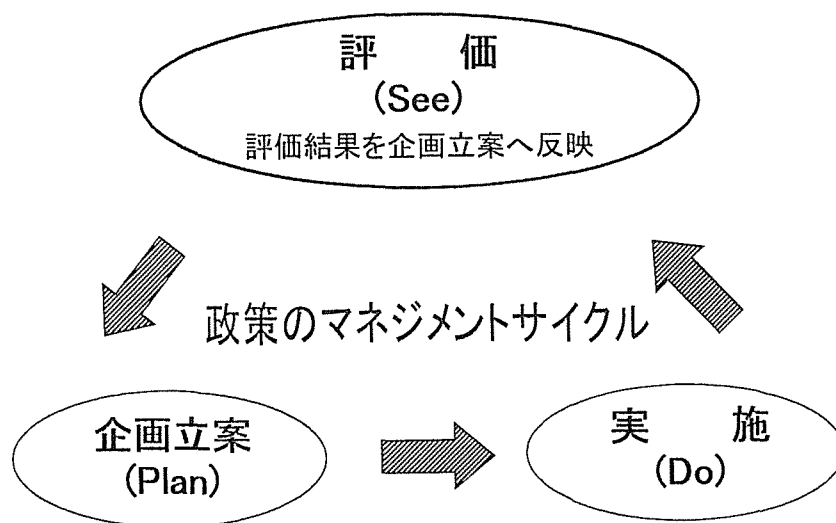 評　価
(See)
評価結果を企画立案へ反映
政策のマネジメントサイクル
企画立案
(Plan)
実　施
(Do)